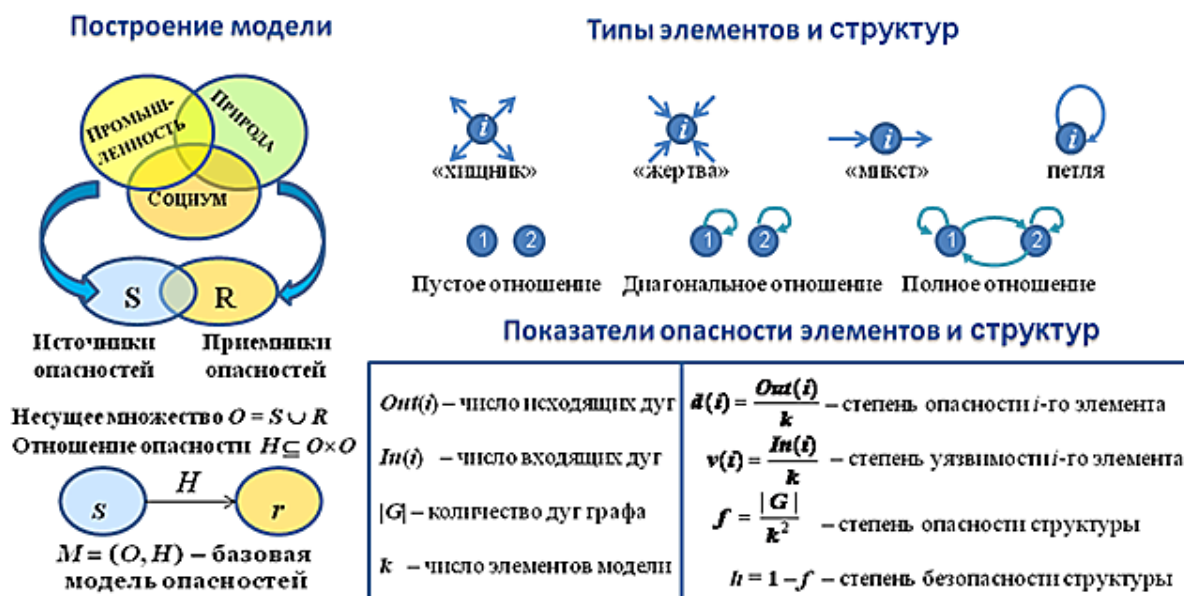 Построение модели
ПРОМЫШ-
ЛЕННОСТЬ
ПРИРОДА
СОЦИУМ
S
R
Источники
опасностей
Приемники
опасностей
Несущее множество O = S ∪ R
Отношение опасности H ⊆ O×O
s
H
r
M = (O, H) – базовая
модель опасностей
Типы элементов и структур
i
i
i
i
«хищник»
«жертва»
«микст»
петля
1 2
1 2
1 2
Пустое отношение
Диагональное отношение
Полное отношение
Показатели опасности элементов и структур
Out(i) – число исходящих дуг
In(i) – число входящих дуг
|G| – количество дуг графа
k – число элементов модели
d(i) = Out(i)/k – степень опасности i-го элемента
v(i) = In(i)/k – степень уязвимости i-го элемента
f = |G|/k² – степень опасности структуры
h = 1 – f – степень безопасности структуры